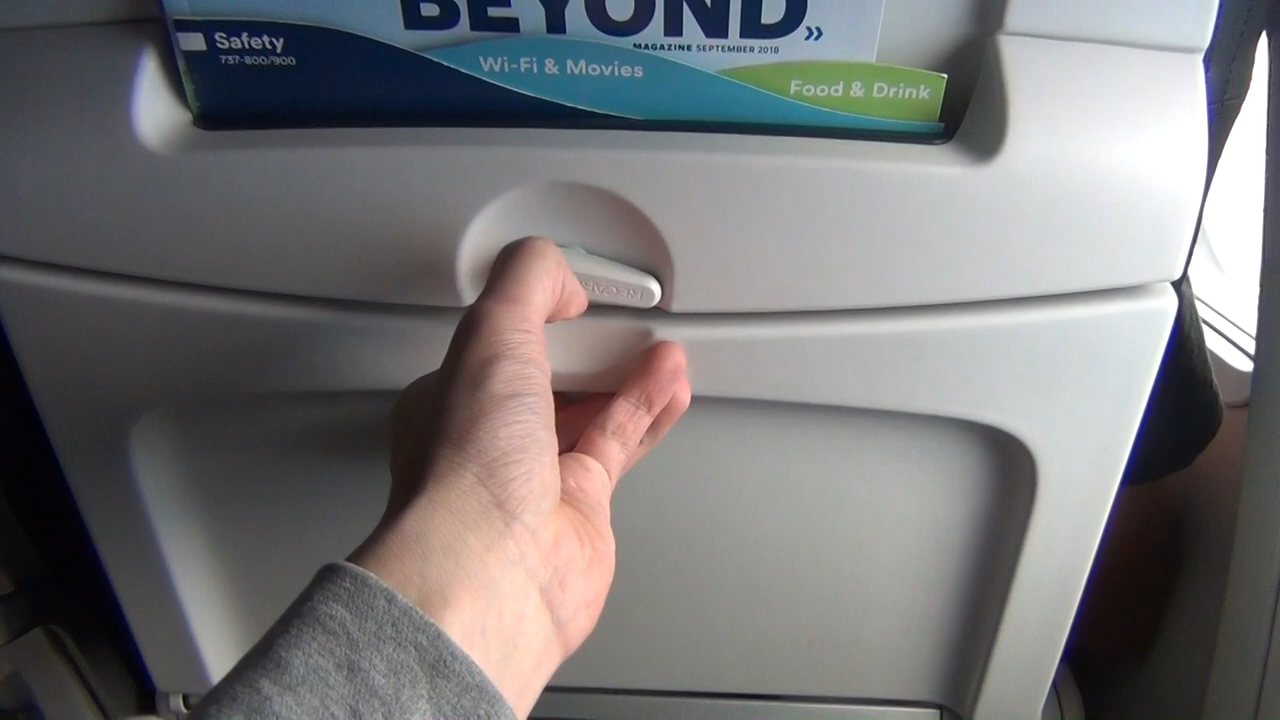 BEYOND»
MAGAZINE SEPTEMBER 2018
Safety
737-800/900
Wi-Fi & Movies
Food & Drink